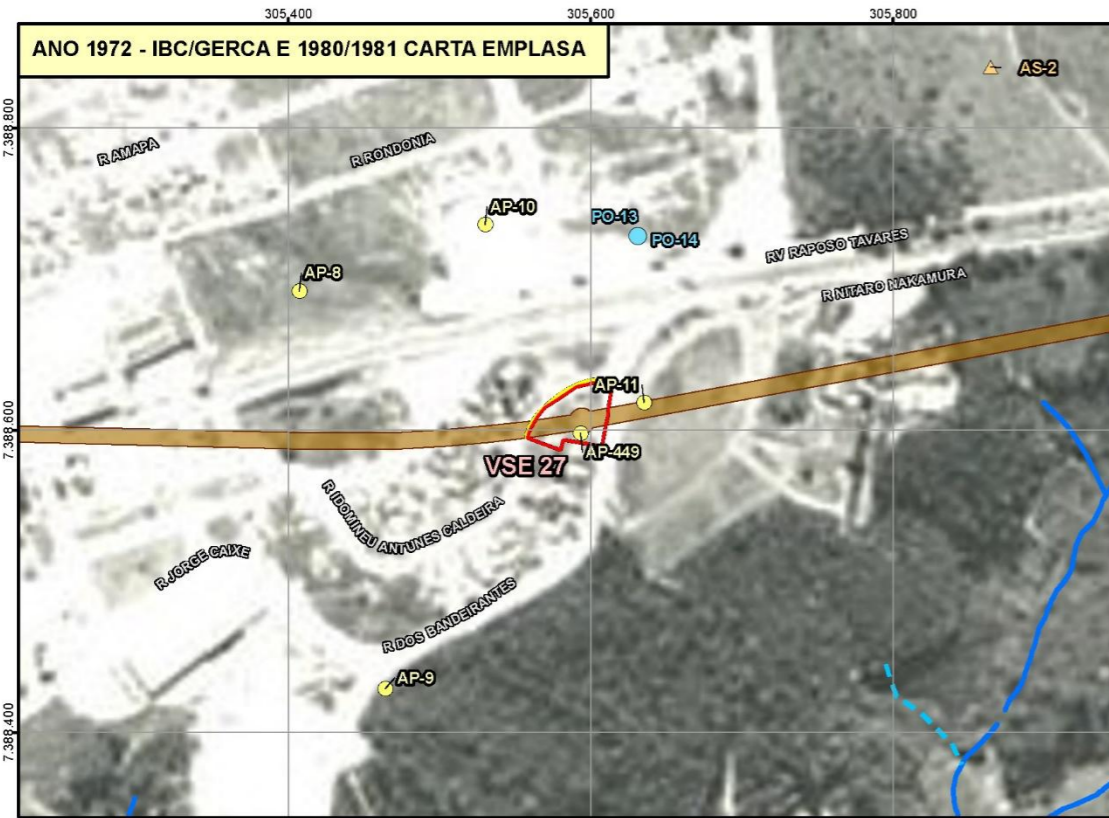 305.400
305.600
305.800
ANO 1972 - IBC/GERCA E 1980/1981 CARTA EMPLASA
AS-2
7.388.800
R AMAPA
R RONDONIA
AP-10
PO-13
PO-14
RV RAPOSO TAVARES
AP-8
R NITARO NAKAMURA
AP-11
7.388.600
AP-449
VSE 27
R IDOMINEU ANTUNES CALDEIRA
R JORGE CAIXE
R DOS BANDEIRANTES
AP-9
7.388.400